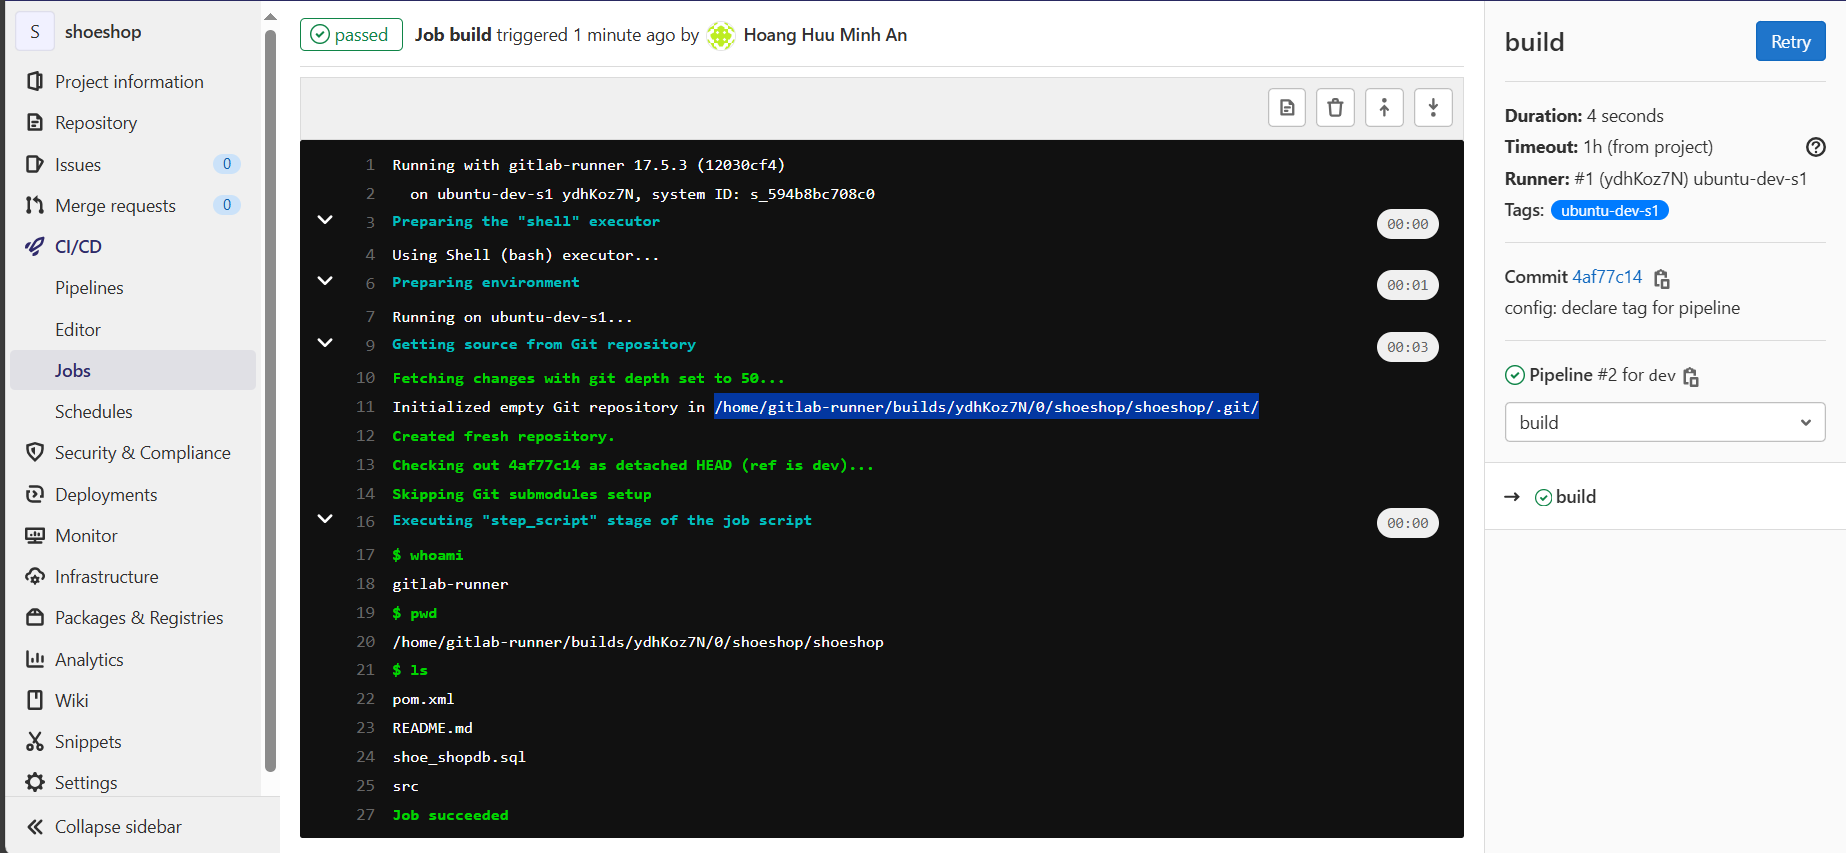 S shoeshop
Project information
Repository
Issues 0
Merge requests 0
CI/CD
Pipelines
Editor
Jobs
Schedules
Security & Compliance
Deployments
Monitor
Infrastructure
Packages & Registries
Analytics
Wiki
Snippets
Settings
Collapse sidebar
passed Job build triggered 1 minute ago by Hoang Huu Minh An
1 Running with gitlab-runner 17.5.3 (12030cf4)
2 on ubuntu-dev-s1 ydhKoz7N, system ID: s_594b8bc708c0
3 Preparing the "shell" executor 00:00
4 Using Shell (bash) executor...
6 Preparing environment 00:01
7 Running on ubuntu-dev-s1...
9 Getting source from Git repository 00:03
10 Fetching changes with git depth set to 50...
11 Initialized empty Git repository in /home/gitlab-runner/builds/ydhKoz7N/0/shoeshop/shoeshop/.git/
12 Created fresh repository.
13 Checking out 4af77c14 as detached HEAD (ref is dev)...
14 Skipping Git submodules setup
16 Executing "step_script" stage of the job script 00:00
17 $ whoami
18 gitlab-runner
19 $ pwd
20 /home/gitlab-runner/builds/ydhKoz7N/0/shoeshop/shoeshop
21 $ ls
22 pom.xml
23 README.md
24 shoe_shopdb.sql
25 src
27 Job succeeded
build Retry
Duration: 4 seconds
Timeout: 1h (from project)
Runner: #1 (ydhKoz7N) ubuntu-dev-s1
Tags: ubuntu-dev-s1
Commit 4af77c14
config: declare tag for pipeline
Pipeline #2 for dev
build
→ build